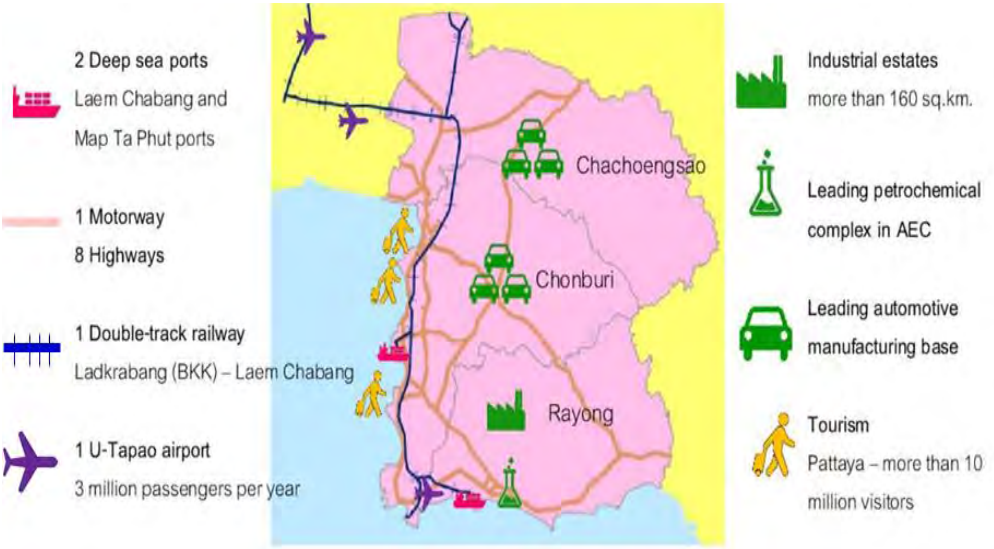 2 Deep sea ports
Laem Chabang and
Map Ta Phut ports
1 Motorway
8 Highways
1 Double-track railway
Ladkrabang (BKK) – Laem Chabang
1 U-Tapao airport
3 million passengers per year
Chachoengsao
Chonburi
Rayong
Industrial estates
more than 160 sq.km.
Leading petrochemical
complex in AEC
Leading automotive
manufacturing base
Tourism
Pattaya – more than 10
million visitors